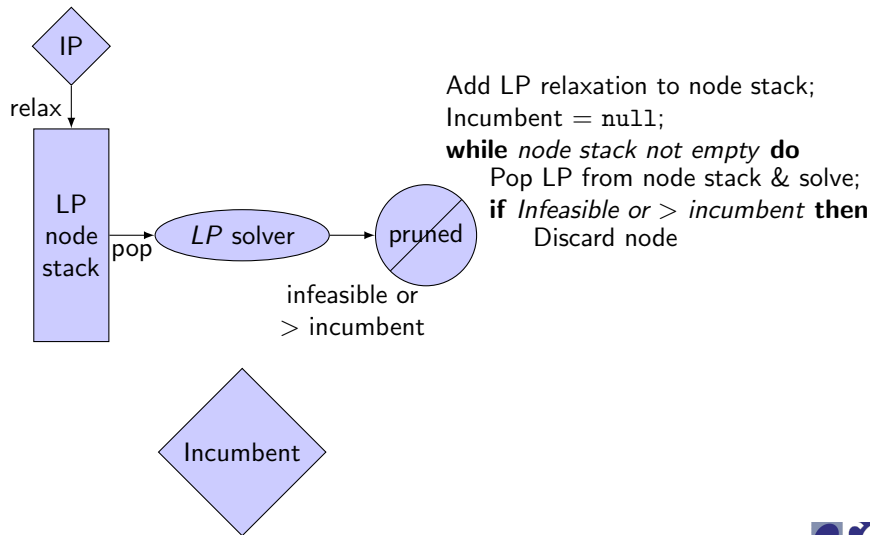 IP
relax
LP
node
stack
pop
LP solver
pruned
infeasible or
> incumbent
Incumbent
Add LP relaxation to node stack;
Incumbent = null;
while node stack not empty do
Pop LP from node stack & solve;
if Infeasible or > incumbent then
Discard node